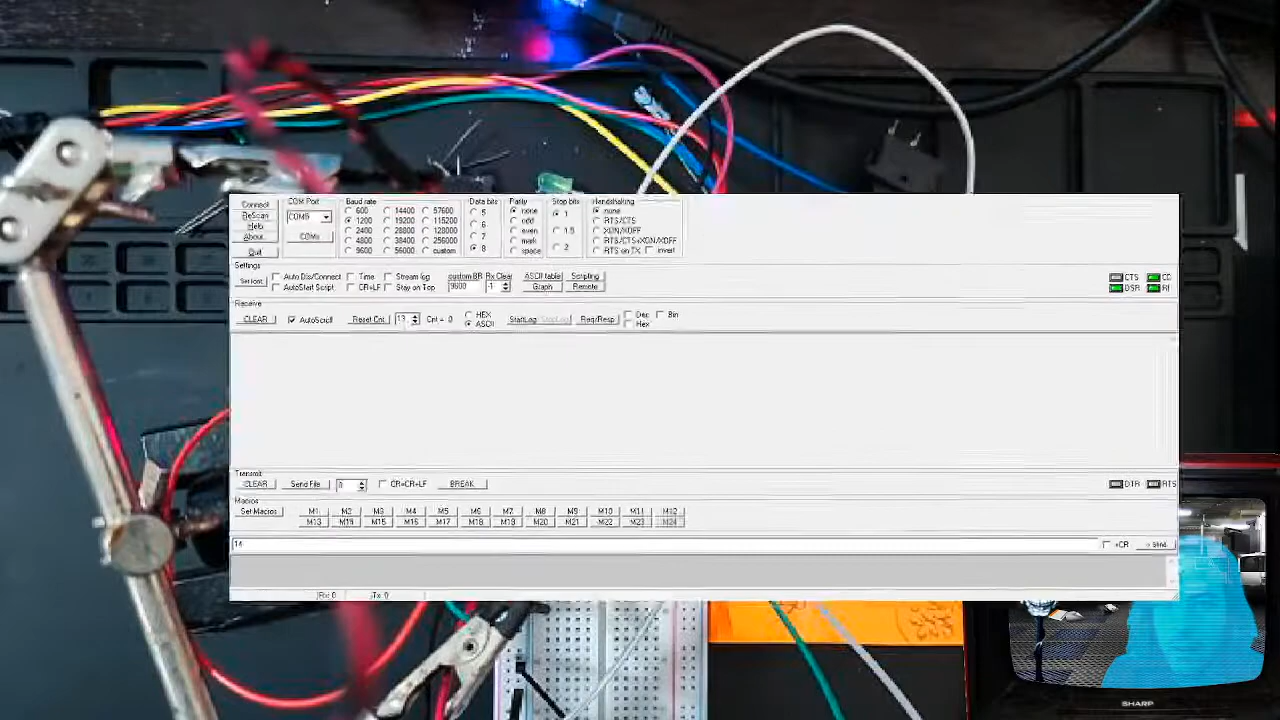 Connect
ReScan
Help
About..
Quit
COM Port
COM6
COMs
Baud rate
600 14400 57600
1200 19200 115200
2400 28800 128000
4800 38400 256000
9600 56000 custom
Data bits
5
6
7
8
Parity
none
odd
even
mark
space
Stop bits
1
1.5
2
Handshaking
none
RTS/CTS
XON/XOFF
RTS/CTS+XON/XOFF
RTS on TX invert
Settings
Set font
Auto Dis/Connect Time Stream log custom BR Rx Clear ASCII table Scripting
AutoStart Script CR=LF Stay on Top 9600 -1 Graph Remote
CTS CD
DSR RI
Receive
CLEAR AutoScroll Reset Cnt 13 Cnt = 0
HEX
ASCII
StartLog StopLog Req/Resp
Dec Bin
Hex
Transmit
CLEAR Send File 0 CR=CR+LF BREAK DTR RTS
Macros
Set Macros
M1 M2 M3 M4 M5 M6 M7 M8 M9 M10 M11 M12
M13 M14 M15 M16 M17 M18 M19 M20 M21 M22 M23 M24
14 +CR -> Send
Rx: 0 Tx: 0
SHARP